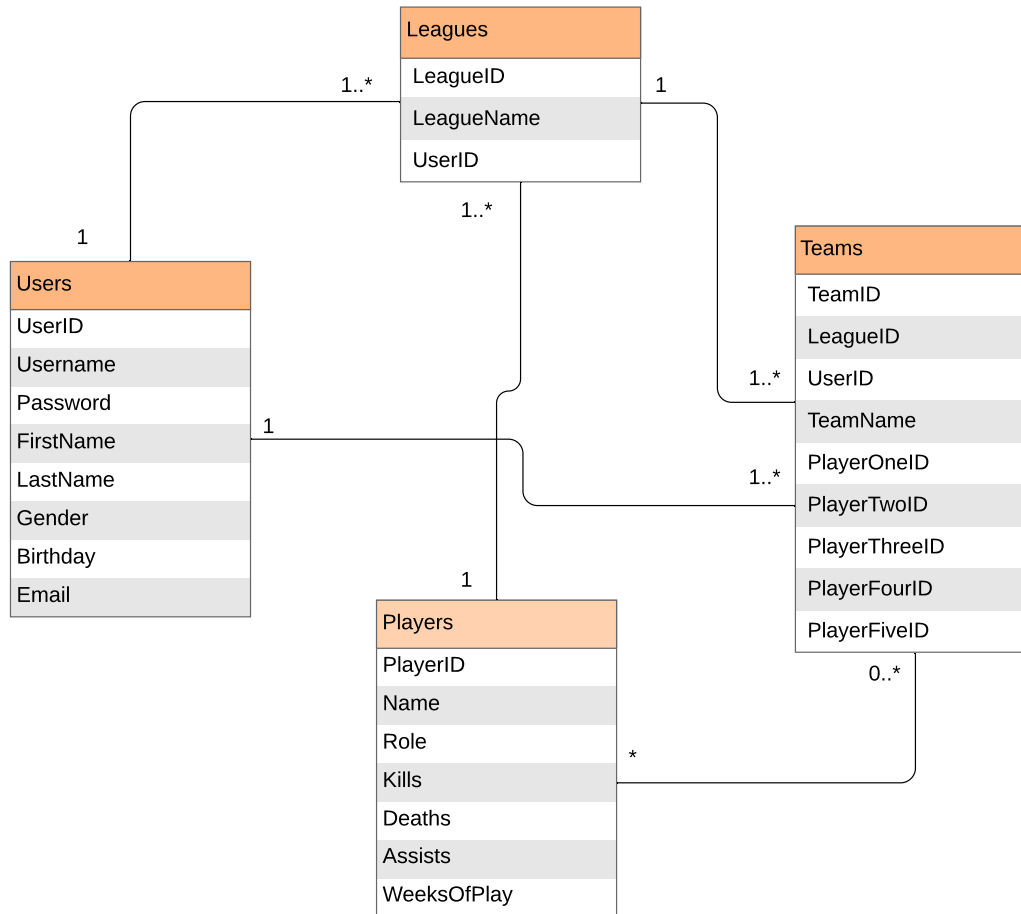 Leagues
LeagueID
LeagueName
UserID
1..*
1
1..*
1
Users
UserID
Username
Password
FirstName
LastName
Gender
Birthday
Email
1
Teams
TeamID
LeagueID
UserID
TeamName
PlayerOneID
PlayerTwoID
PlayerThreeID
PlayerFourID
PlayerFiveID
1..*
1..*
0..*
1
Players
PlayerID
Name
Role
Kills
Deaths
Assists
WeeksOfPlay
*